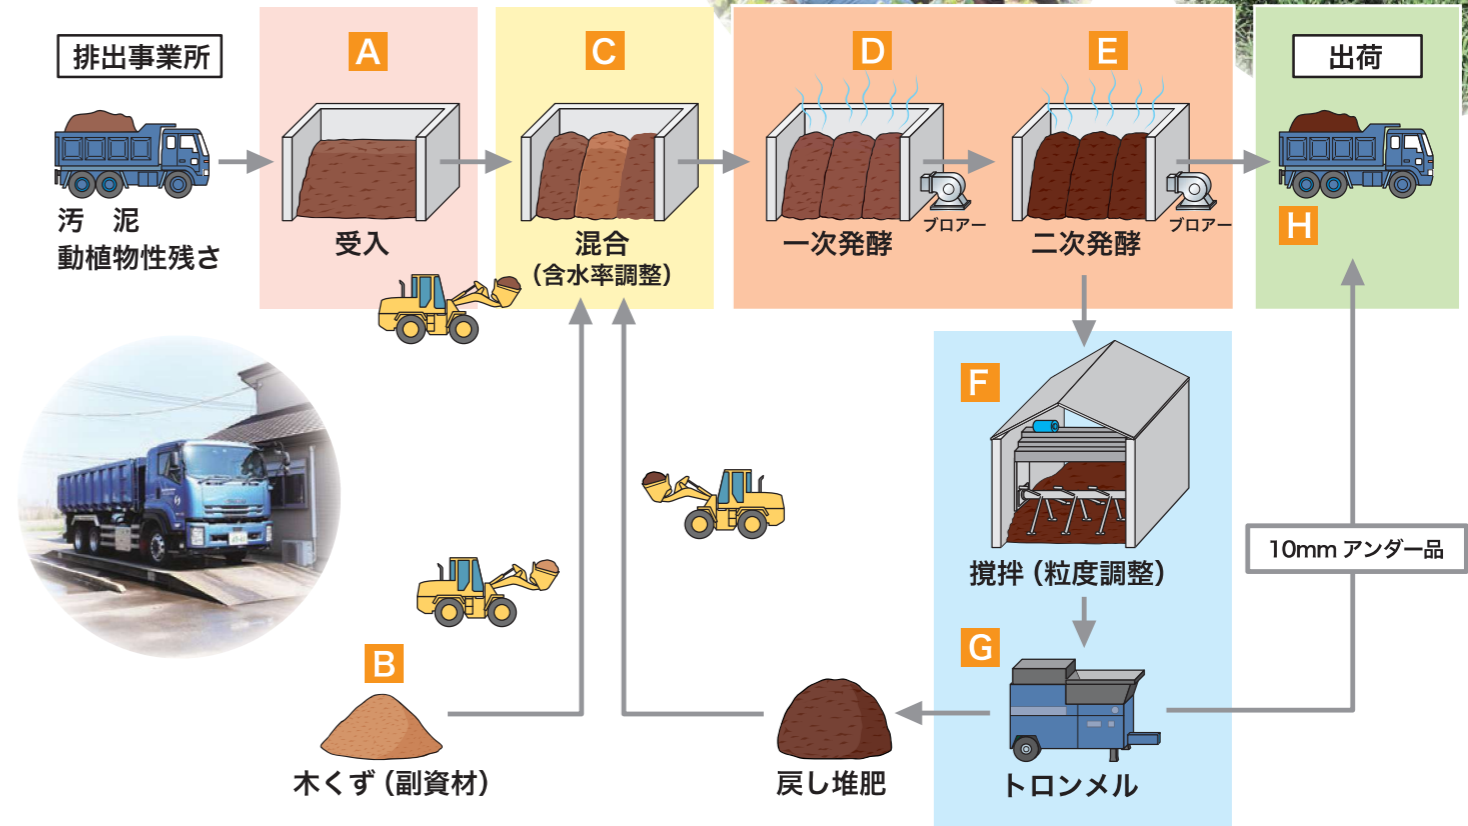 排出事業所
A
C
D
E
出荷
汚 泥
動植物性残さ
受入
混合
（含水率調整）
一次発酵
ブロアー
二次発酵
ブロアー
H
F
撹拌（粒度調整）
10mm アンダー品
B
G
木くず（副資材）
戻し堆肥
トロンメル